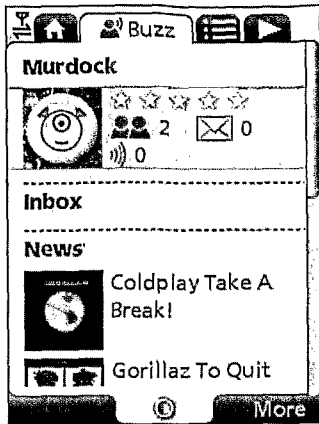 Buzz
Murdock
2
0
0
Inbox
News
Coldplay Take A
Break!
Gorillaz To Quit
More